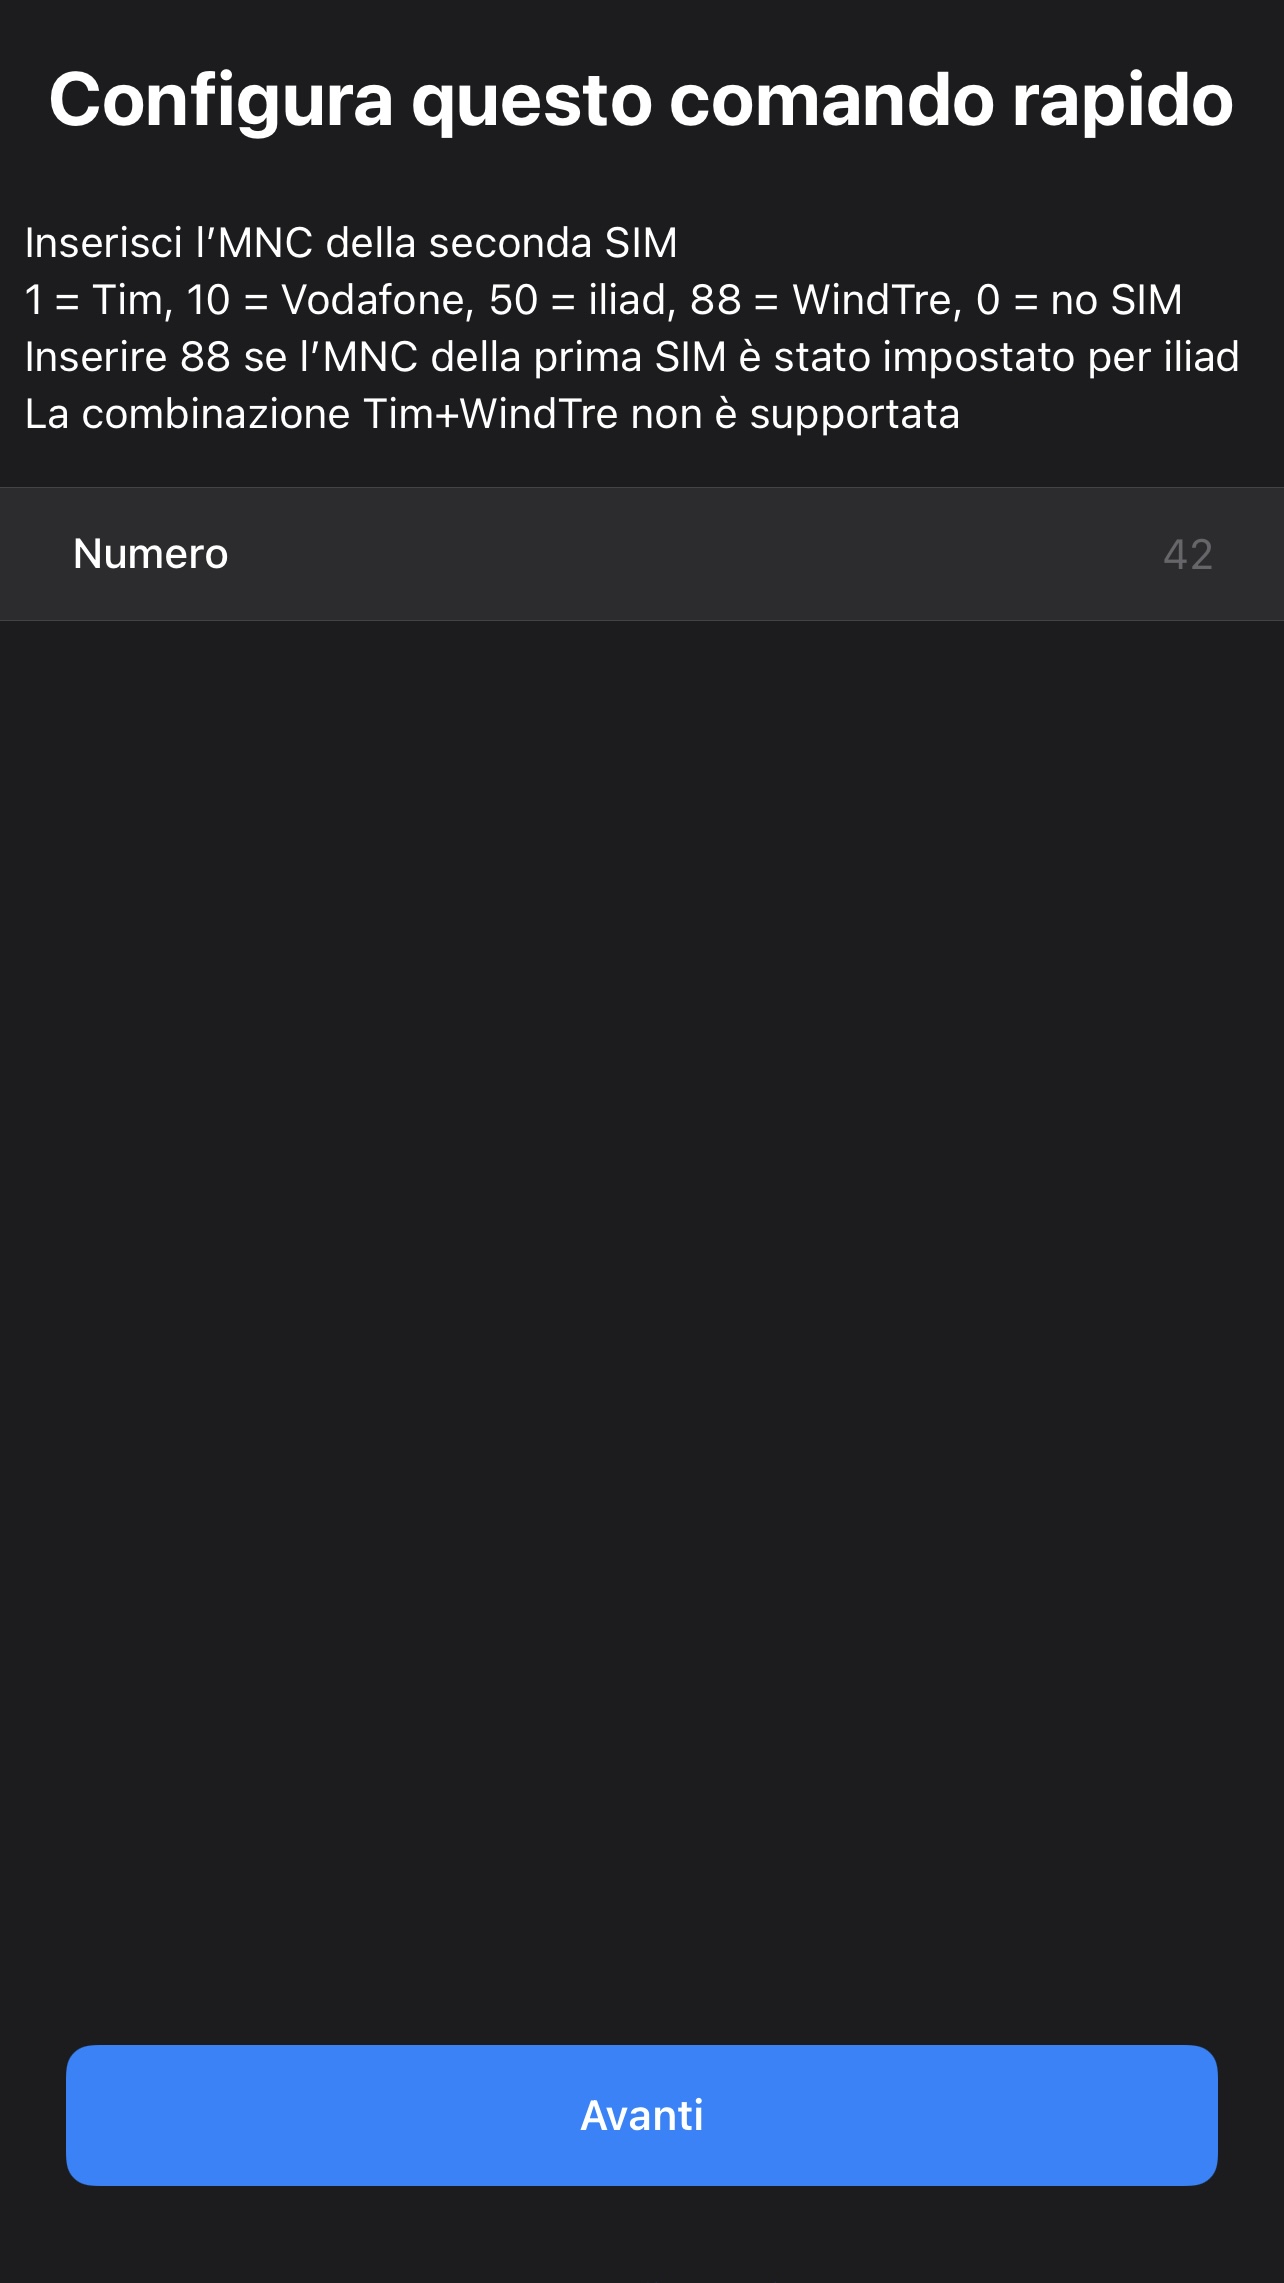 Configura questo comando rapido
Inserisci l'MNC della seconda SIM
1 = Tim, 10 = Vodafone, 50 = iliad, 88 = WindTre, 0 = no SIM
Inserire 88 se l'MNC della prima SIM è stato impostato per iliad
La combinazione Tim+WindTre non è supportata
Numero 42
Avanti